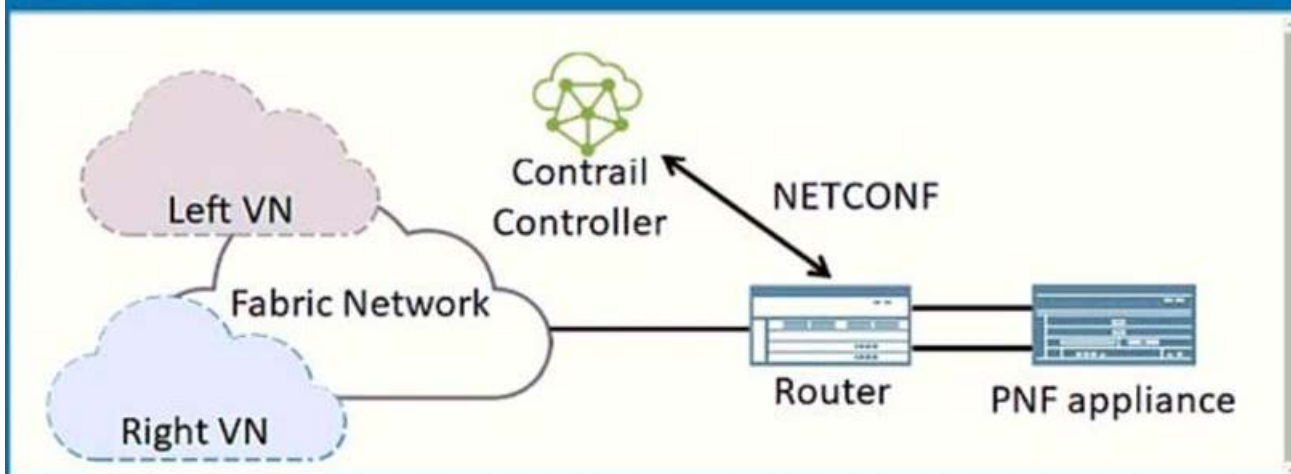 Left VN
Fabric Network
Right VN
Contrail
Controller
NETCONF
Router
PNF appliance